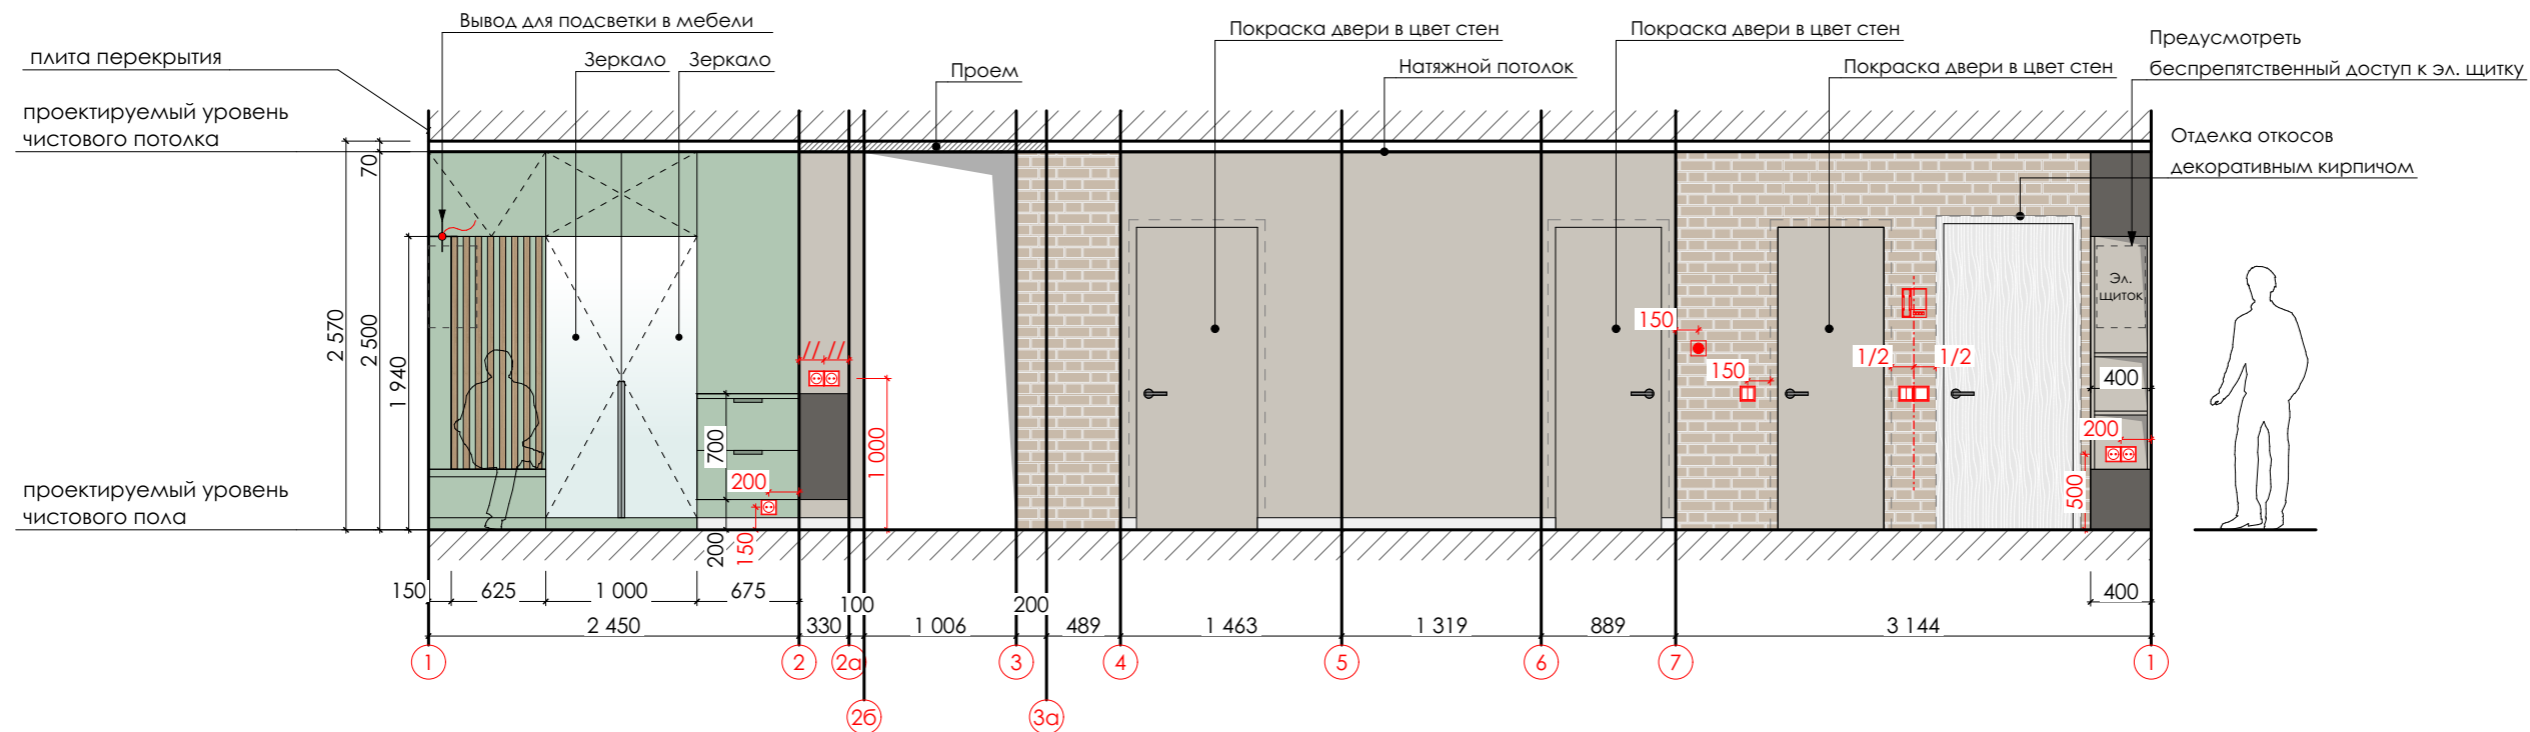 Вывод для подсветки в мебели
Покраска двери в цвет стен
Покраска двери в цвет стен
Предусмотреть
беспрепятственный доступ к эл. щитку
плита перекрытия
Зеркало
Зеркало
Проем
Натяжной потолок
Покраска двери в цвет стен
проектируемый уровень
чистового потолка
Отделка откосов
декоративным кирпичом
70
2 570
2 500
1 940
Эл.
щиток
150
150
1/2
1/2
400
200
500
1 000
700
200
200
150
проектируемый уровень
чистового пола
150
625
1 000
675
100
200
400
2 450
330
1 006
489
1 463
1 319
889
3 144
1
2
2а
3
4
5
6
7
1
2б
3а